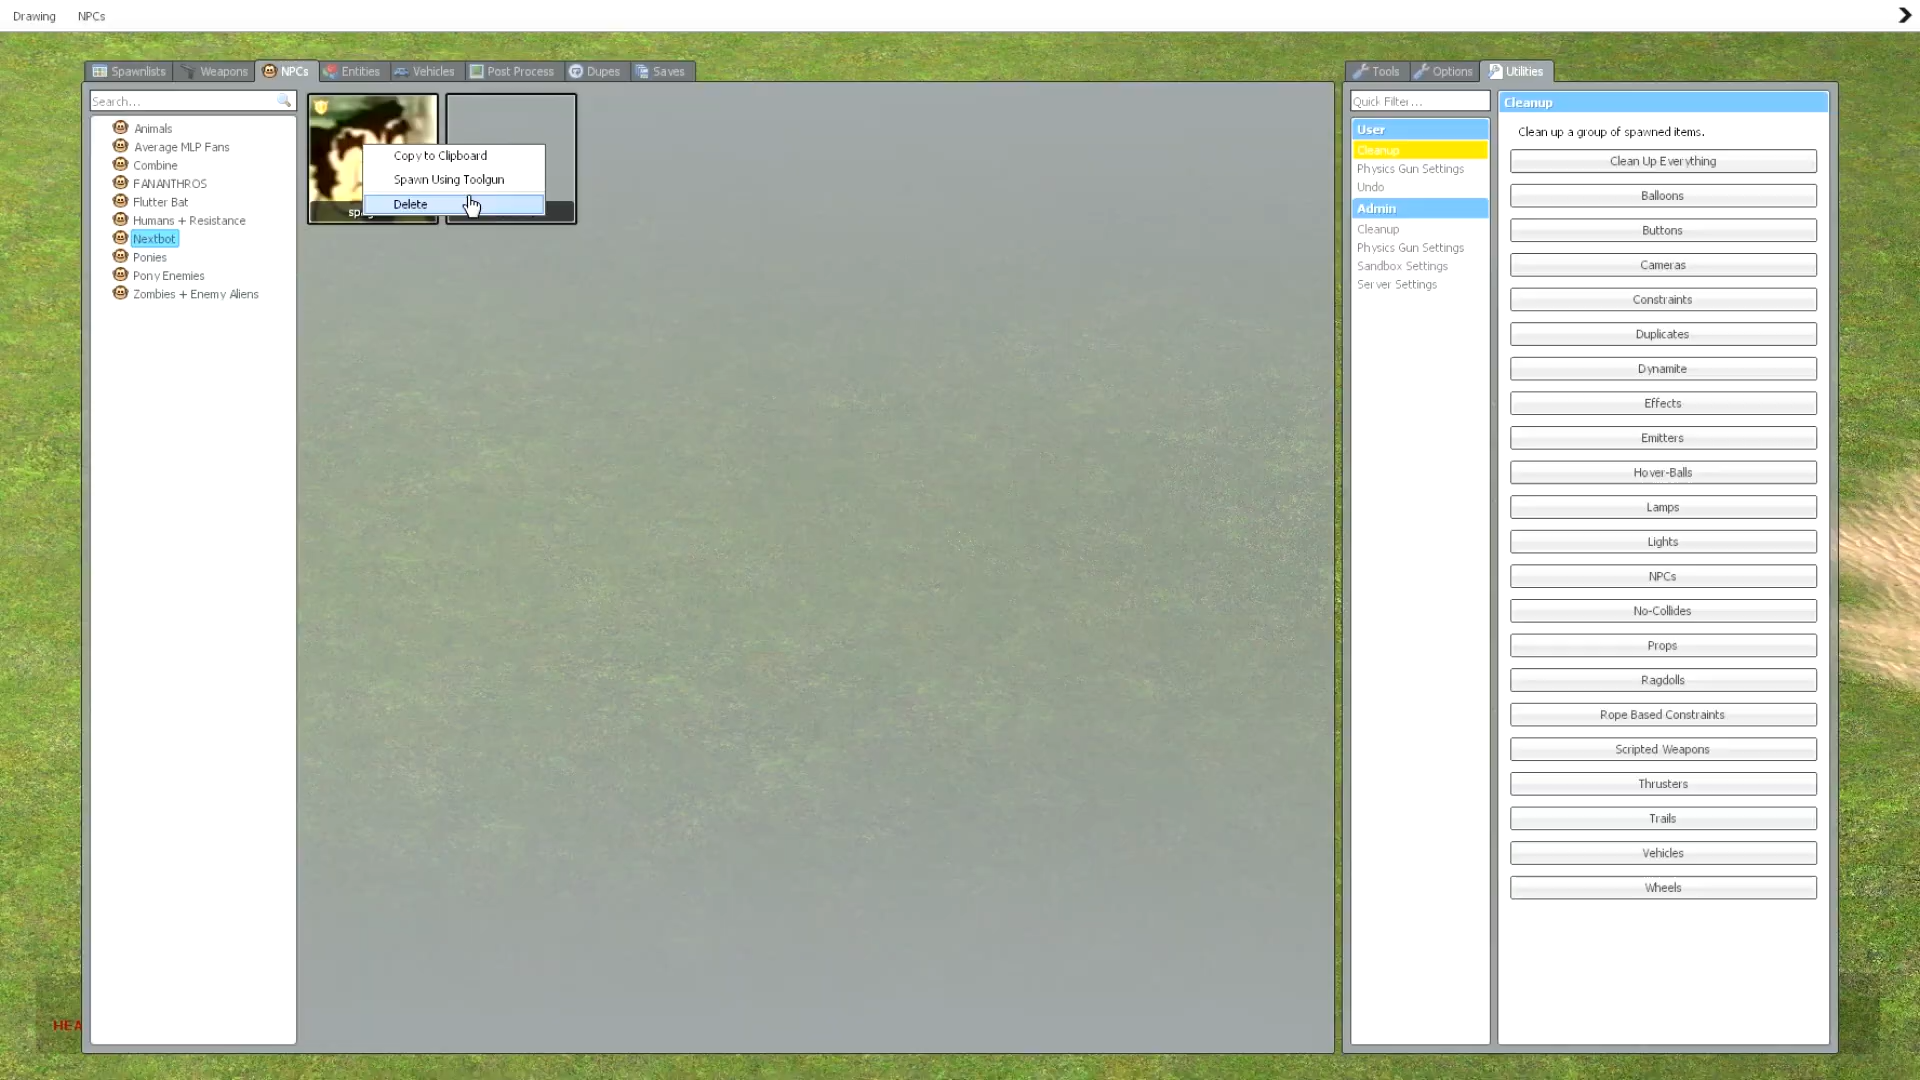 Drawing NPCs
Spawnlists Weapons NPCs Entities Vehicles Post Process Dupes Saves
Search...
Animals
Average MLP Fans
Combine
FANANTHROS
Flutter Bat
Humans + Resistance
Nextbot
Ponies
Pony Enemies
Zombies + Enemy Aliens
Copy to Clipboard
Spawn Using Toolgun
Delete
Tools Options Utilities
Quick Filter...
User
Cleanup
Physics Gun Settings
Undo
Admin
Cleanup
Physics Gun Settings
Sandbox Settings
Server Settings
Cleanup
Clean up a group of spawned items.
Clean Up Everything
Balloons
Buttons
Cameras
Constraints
Duplicates
Dynamite
Effects
Emitters
Hover-Balls
Lamps
Lights
NPCs
No-Collides
Props
Ragdolls
Rope Based Constraints
Scripted Weapons
Thrusters
Trails
Vehicles
Wheels
HEA